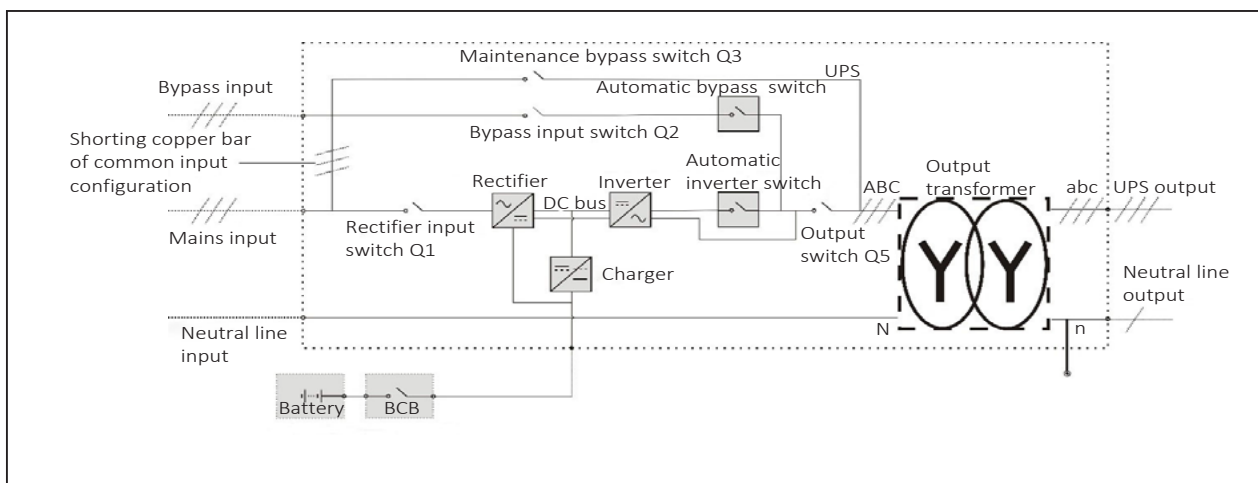 Maintenance bypass switch Q3
UPS
Bypass input
Automatic bypass switch
Bypass input switch Q2
Shorting copper bar
of common input
configuration
Automatic
inverter switch
Output
transformer
Rectifier
DC bus
Inverter
ABC
abc
UPS output
Mains input
Rectifier input
switch Q1
Output
switch Q5
Charger
Neutral line
output
Neutral line
input
N
n
Y Y
Battery
BCB